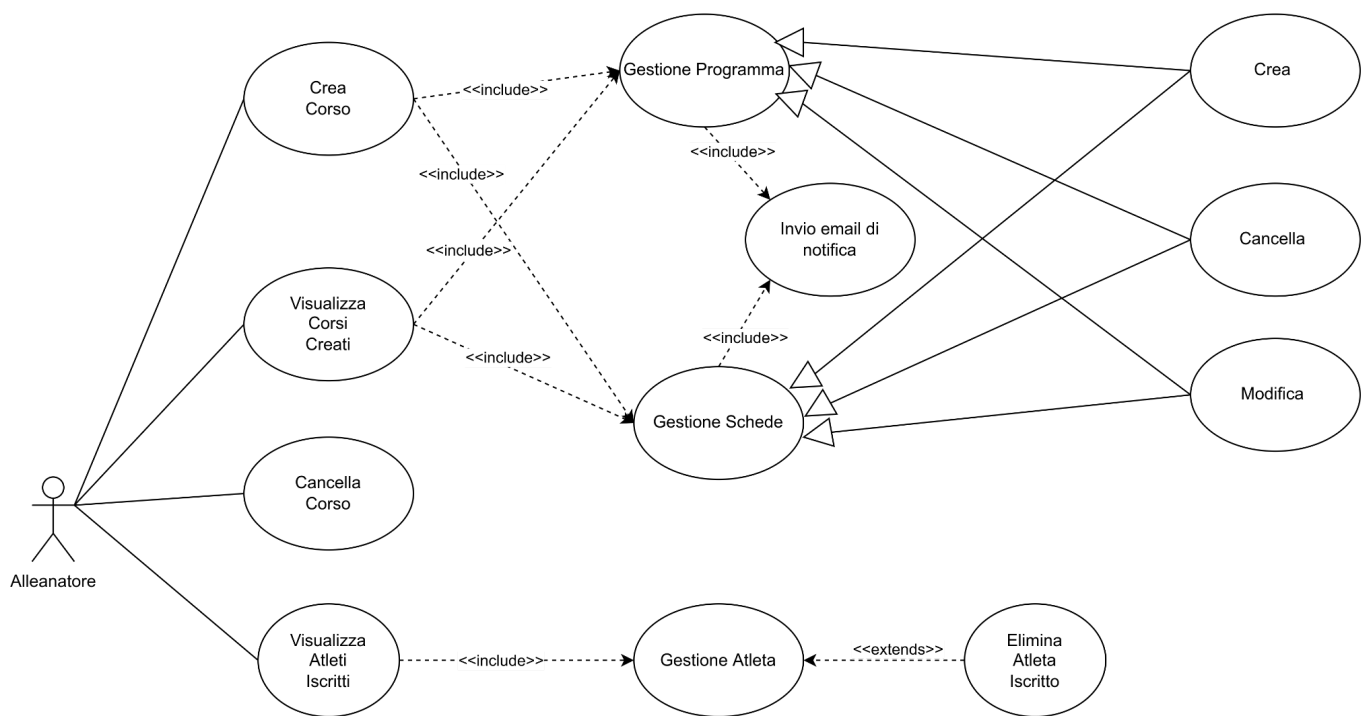 Crea
Corso
<<include>>
Gestione Programma
Crea
<<include>>
<<include>>
Invio email di
notifica
Cancella
<<include>>
Visualizza
Corsi
Creati
<<include>>
<<include>>
Gestione Schede
Modifica
Cancella
Corso
Alleanatore
Visualizza
Atleti
Iscritti
<<include>>
Gestione Atleta
<<extends>>
Elimina
Atleta
Iscritto